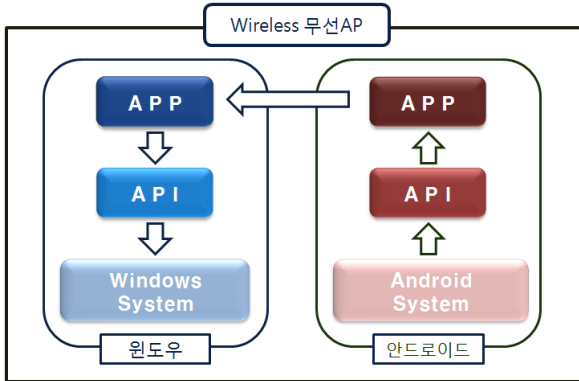 Wireless 무선AP
APP
API
Windows
System
윈도우
APP
API
Android
System
안드로이드